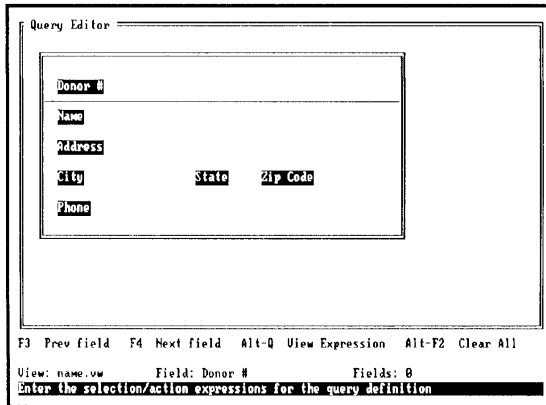 Query Editor
Donor #
Name
Address
City State Zip Code
Phone
F3 Prev field F4 Next field Alt-Q View Expression Alt-F2 Clear All
View: name.vw Field: Donor # Fields: 0
Enter the selection/action expressions for the query definition